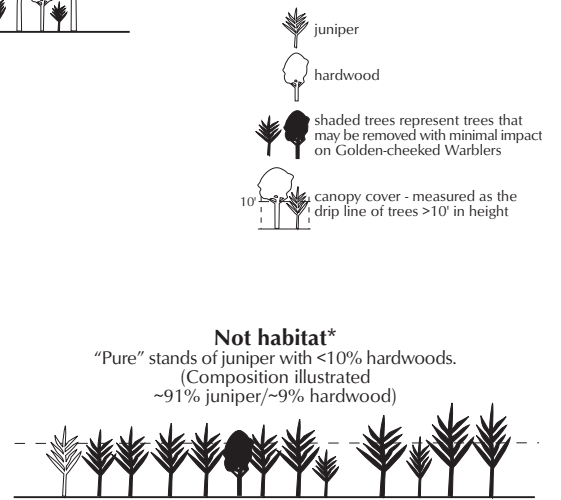 juniper
hardwood
shaded trees represent trees that
may be removed with minimal impact
on Golden-cheeked Warblers
10'
canopy cover - measured as the
drip line of trees >10' in height
Not habitat*
“Pure” stands of juniper with <10% hardwoods.
(Composition illustrated
~91% juniper/~9% hardwood)